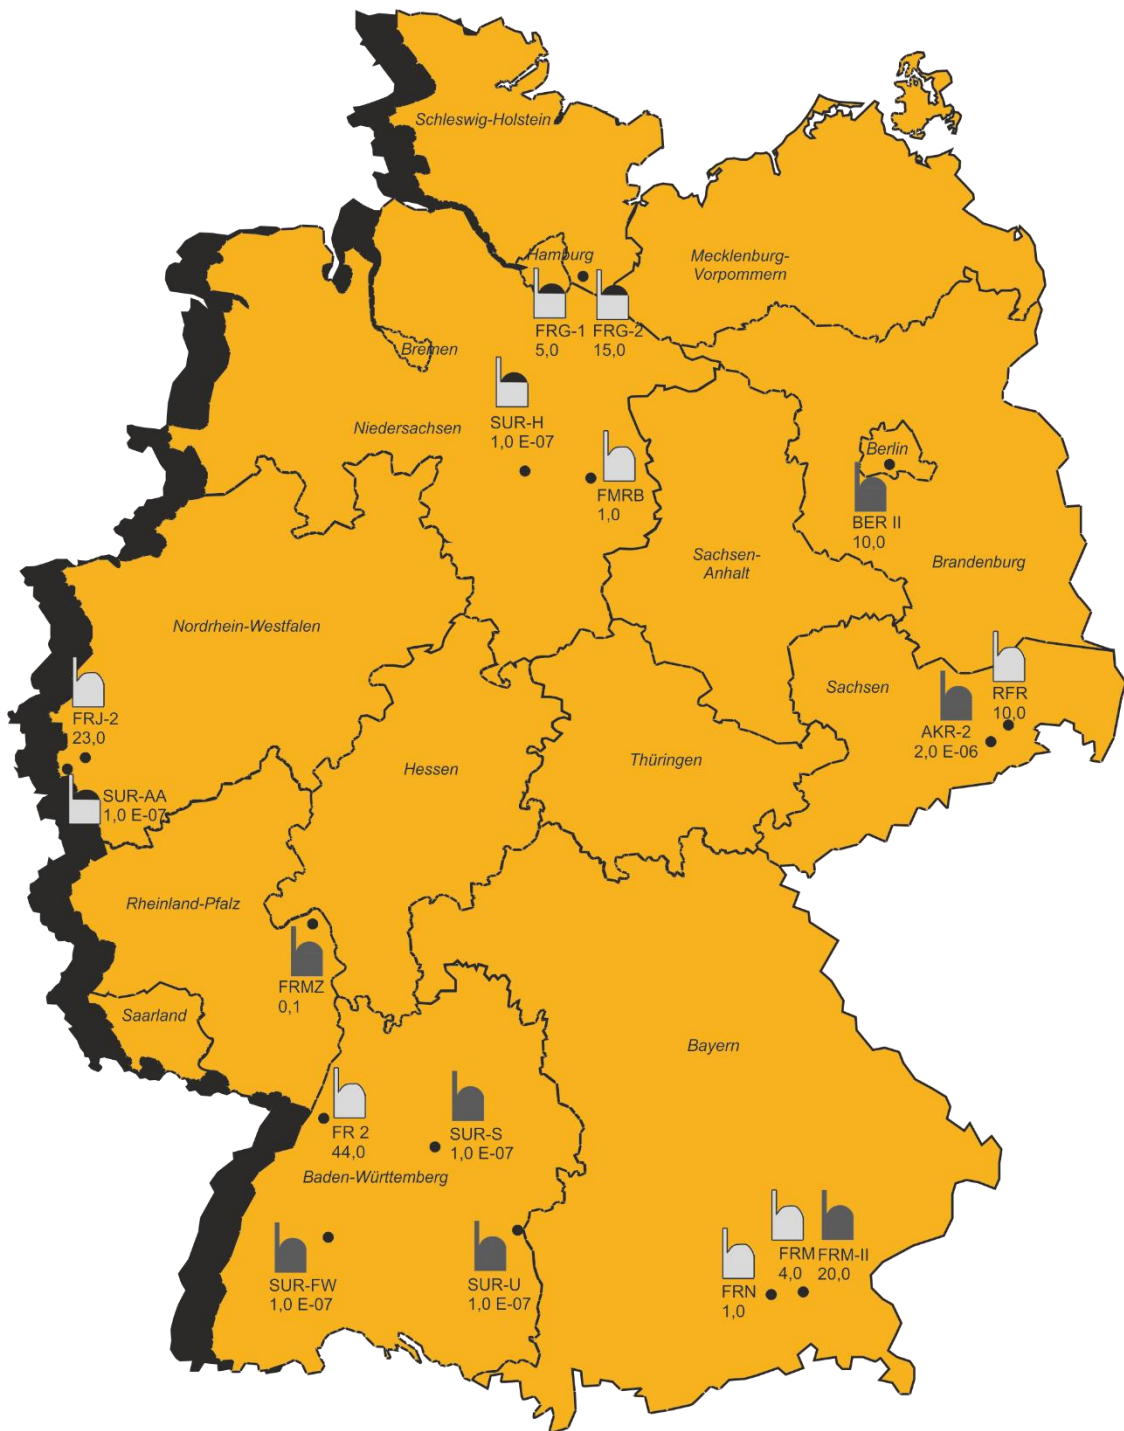 Schleswig-Holstein
Hamburg
Mecklenburg-
Vorpommern
FRG-1
5,0
FRG-2
15,0
Bremen
SUR-H
1,0 E-07
Niedersachsen
FMRB
1,0
Berlin
BER II
10,0
Sachsen-
Anhalt
Brandenburg
Nordrhein-Westfalen
FRJ-2
23,0
SUR-AA
1,0 E-07
Hessen
Thüringen
Sachsen
RFR
10,0
AKR-2
2,0 E-06
Rheinland-Pfalz
FRMZ
0,1
Saarland
Bayern
FR 2
44,0
SUR-S
1,0 E-07
Baden-Württemberg
SUR-FW
1,0 E-07
SUR-U
1,0 E-07
FRM
4,0
FRM-II
20,0
FRN
1,0